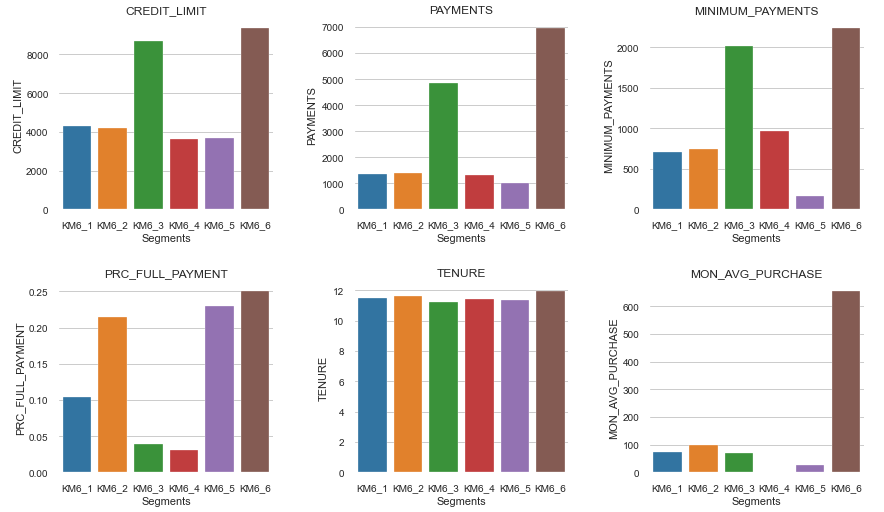 CREDIT_LIMIT
CREDIT_LIMIT
8000
6000
4000
2000
0
KM6_1 KM6_2 KM6_3 KM6_4 KM6_5 KM6_6
Segments
PAYMENTS
PAYMENTS
7000
6000
5000
4000
3000
2000
1000
0
KM6_1 KM6_2 KM6_3 KM6_4 KM6_5 KM6_6
Segments
MINIMUM_PAYMENTS
MINIMUM_PAYMENTS
2000
1500
1000
500
0
KM6_1 KM6_2 KM6_3 KM6_4 KM6_5 KM6_6
Segments
PRC_FULL_PAYMENT
PRC_FULL_PAYMENT
0.25
0.20
0.15
0.10
0.05
0.00
KM6_1 KM6_2 KM6_3 KM6_4 KM6_5 KM6_6
Segments
TENURE
TENURE
12
10
8
6
4
2
0
KM6_1 KM6_2 KM6_3 KM6_4 KM6_5 KM6_6
Segments
MON_AVG_PURCHASE
MON_AVG_PURCHASE
600
500
400
300
200
100
0
KM6_1 KM6_2 KM6_3 KM6_4 KM6_5 KM6_6
Segments